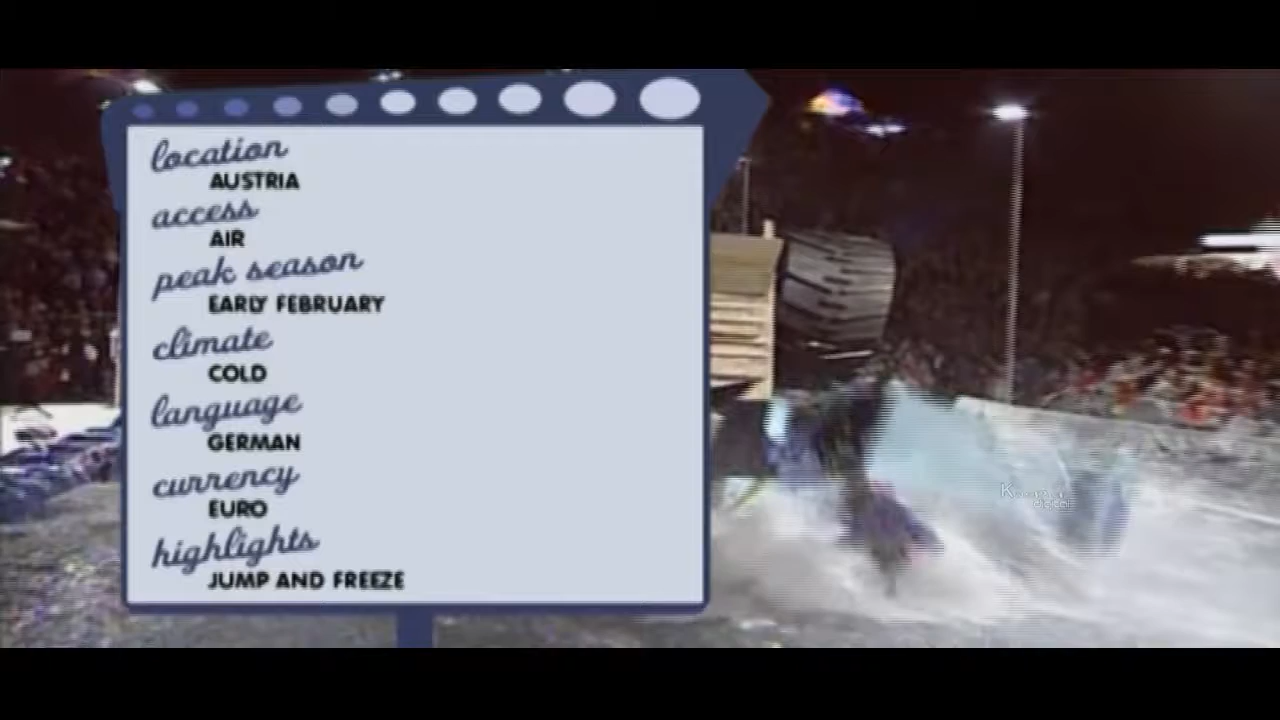 location
AUSTRIA
access
AIR
peak season
EARLY FEBRUARY
climate
COLD
language
GERMAN
currency
EURO
highlights
JUMP AND FREEZE